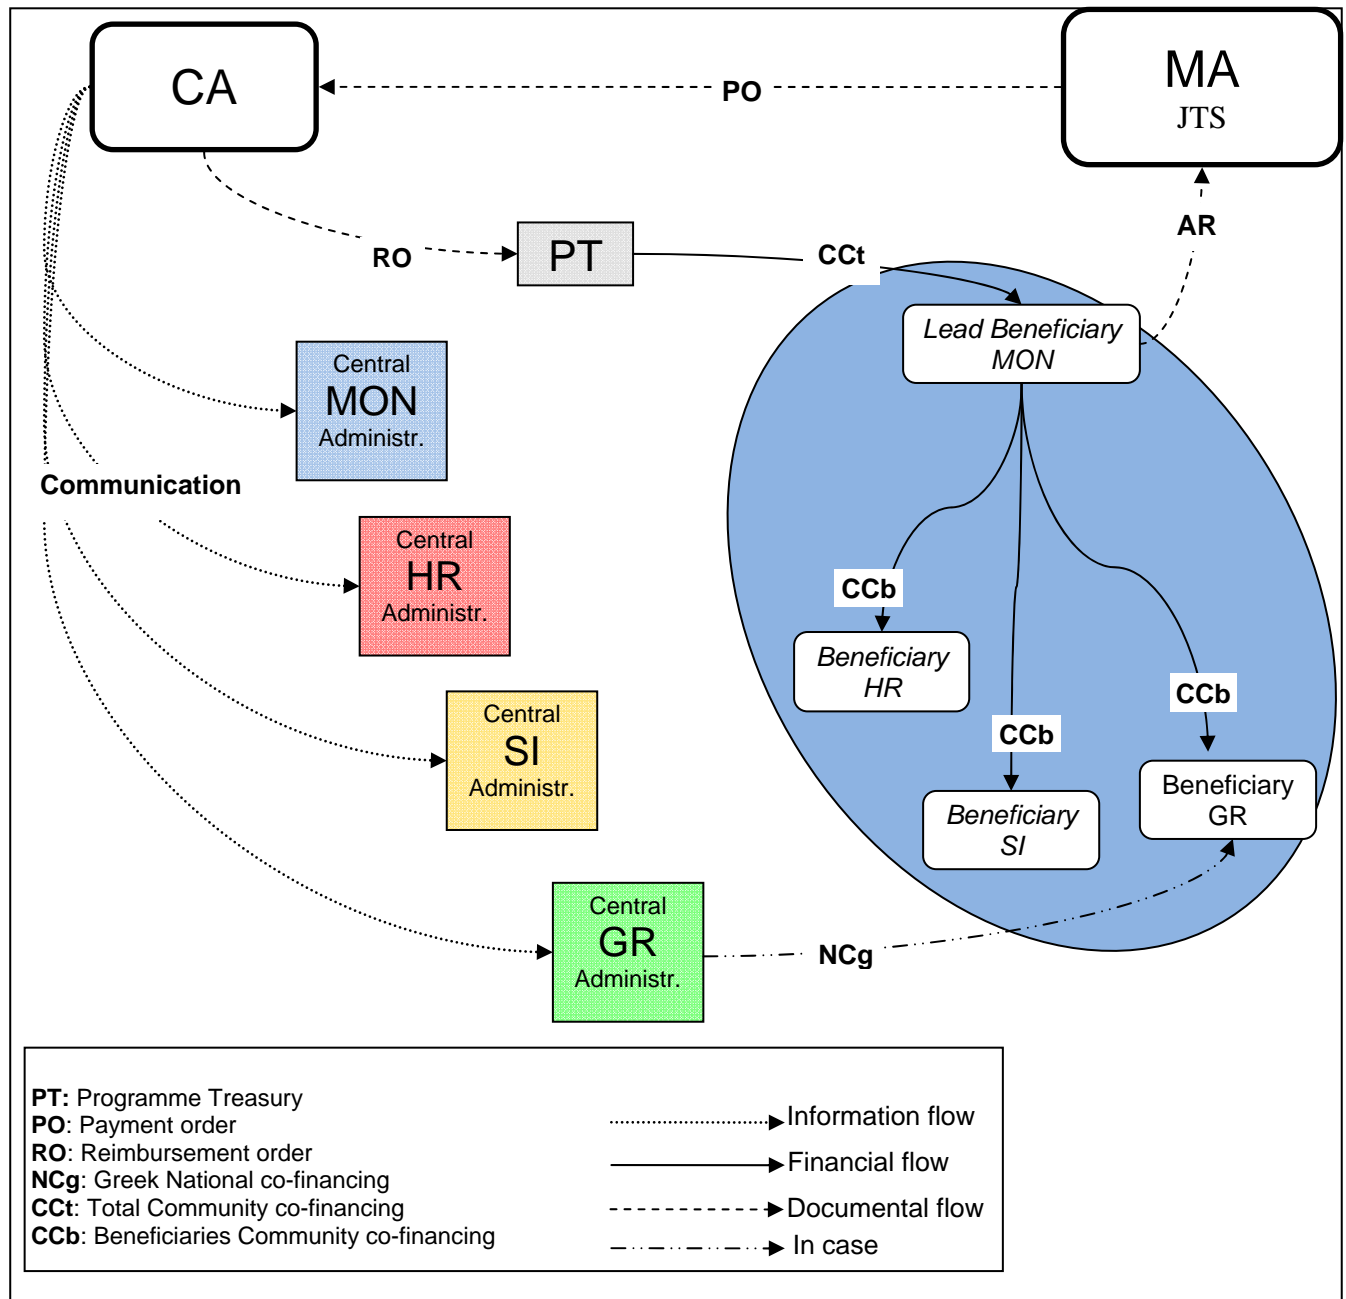 CA
PO
MA
JTS
RO
PT
CCt
AR
Lead Beneficiary
MON
Central
MON
Administr.
Communication
Central
HR
Administr.
CCb
Beneficiary
HR
Central
SI
Administr.
CCb
CCb
Beneficiary
SI
Beneficiary
GR
Central
GR
Administr.
NCg
PT: Programme Treasury
PO: Payment order
RO: Reimbursement order
NCg: Greek National co-financing
CCt: Total Community co-financing
CCb: Beneficiaries Community co-financing
Information flow
Financial flow
Documental flow
In case